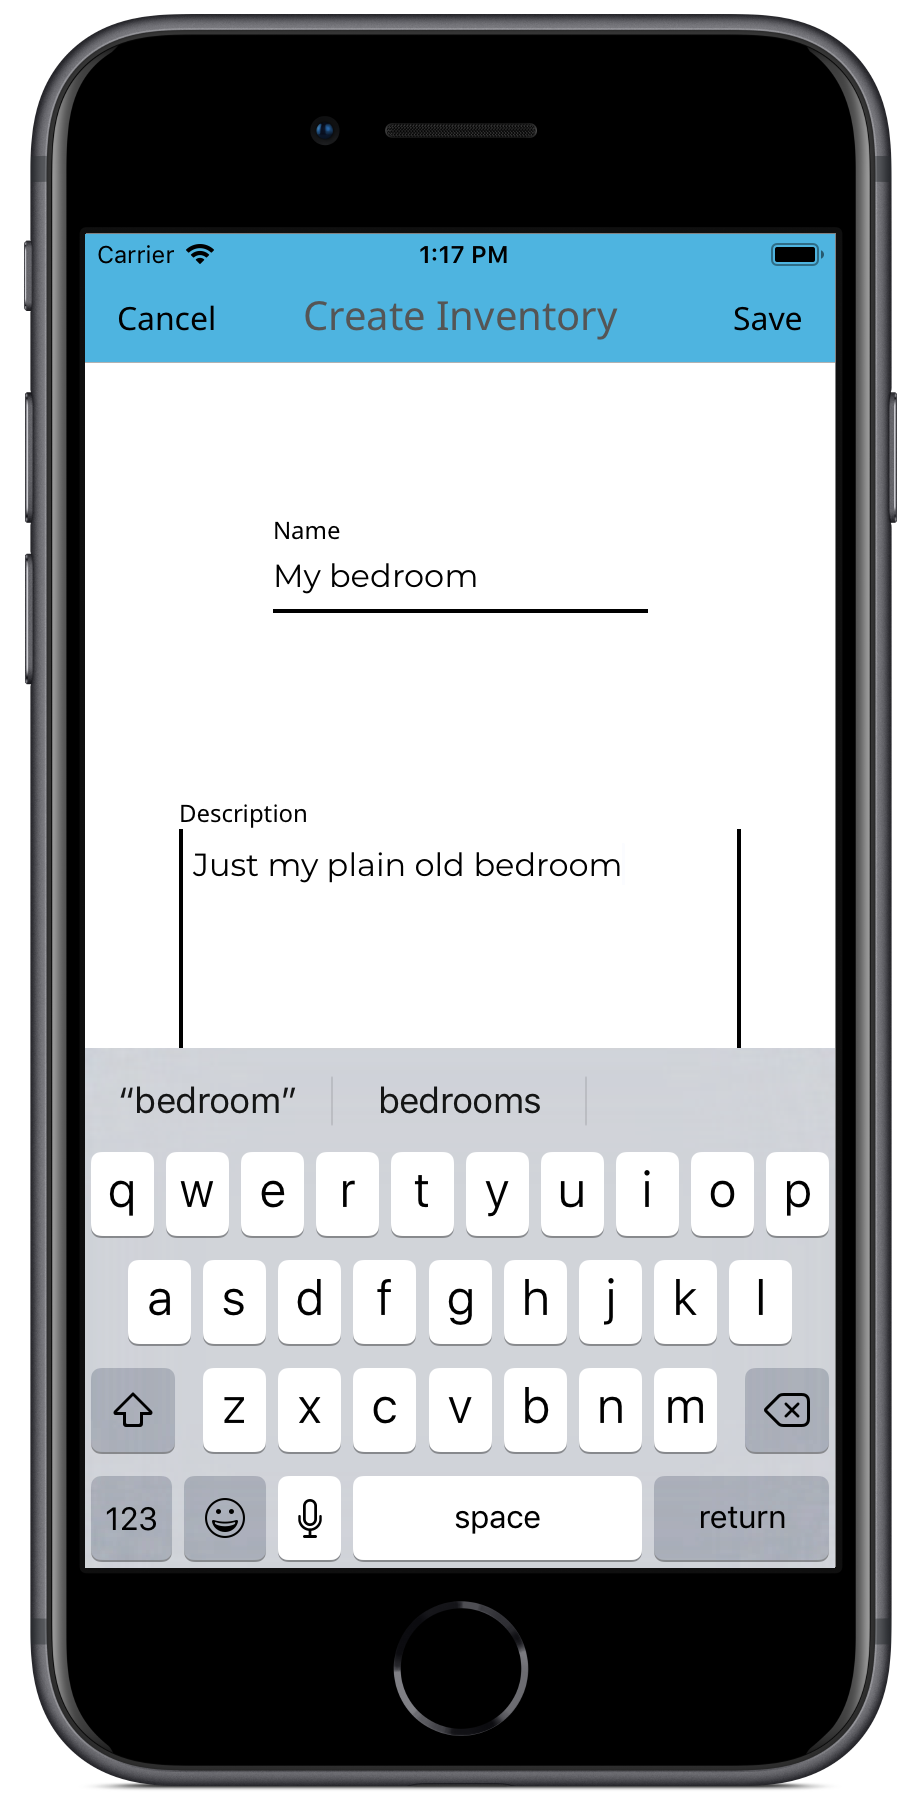 Carrier 1:17 PM
Cancel Create Inventory Save
Name
My bedroom
Description
Just my plain old bedroom
“bedroom” bedrooms
q w e r t y u i o p
a s d f g h j k l
z x c v b n m
123 space return